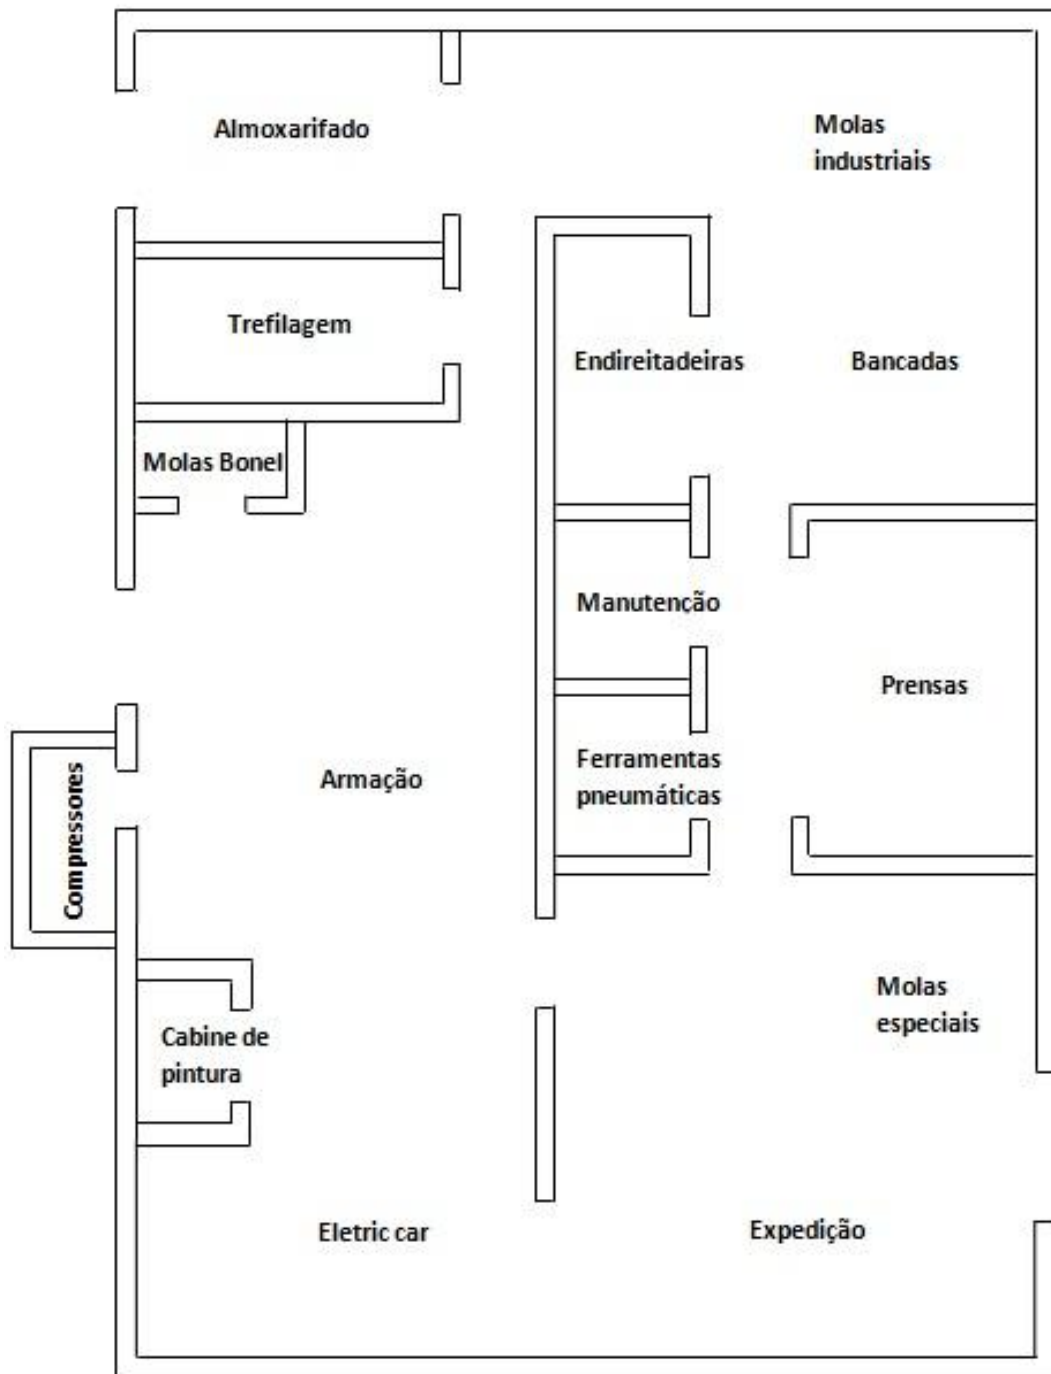 Almoxarifado
Molas
industriais
Trefilagem
Endireitadeiras
Bancadas
Molas Bonel
Manutenção
Prensas
Ferramentas
pneumáticas
Armação
Compressores
Molas
especiais
Cabine de
pintura
Eletric car
Expedição